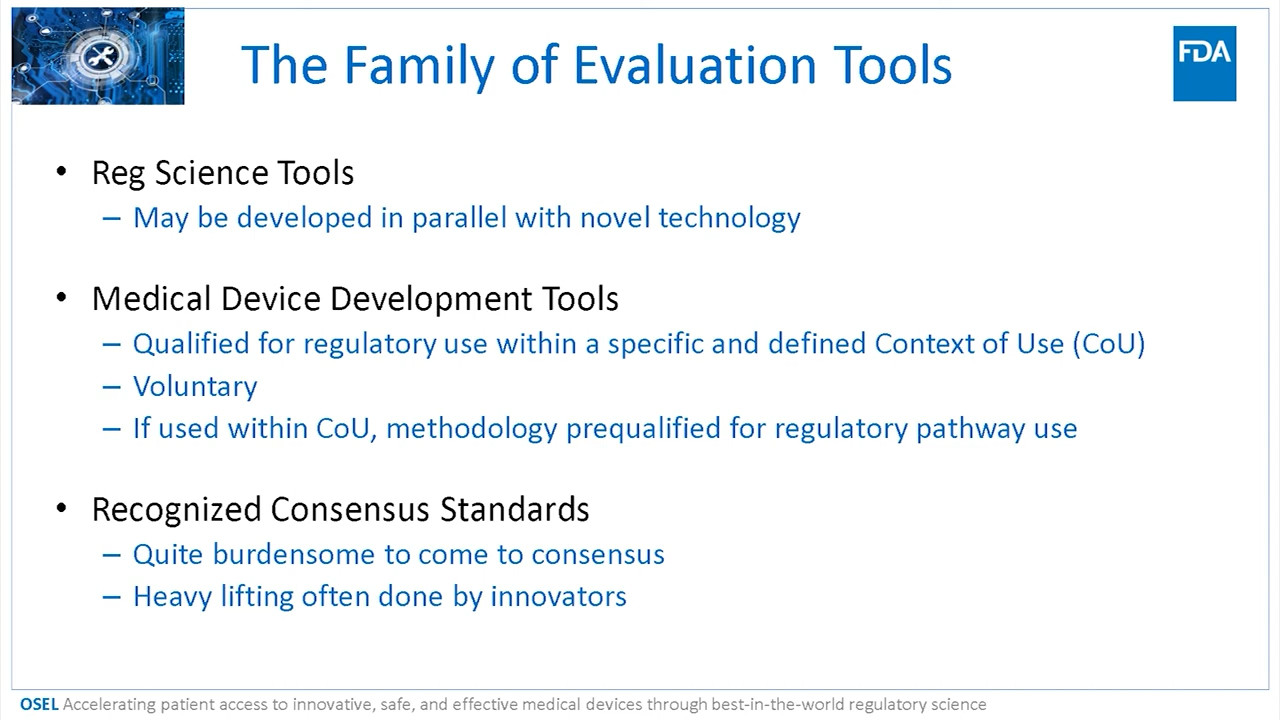 The Family of Evaluation Tools
FDA
• Reg Science Tools
– May be developed in parallel with novel technology
• Medical Device Development Tools
– Qualified for regulatory use within a specific and defined Context of Use (CoU)
– Voluntary
– If used within CoU, methodology prequalified for regulatory pathway use
• Recognized Consensus Standards
– Quite burdensome to come to consensus
– Heavy lifting often done by innovators
OSEL Accelerating patient access to innovative, safe, and effective medical devices through best-in-the-world regulatory science